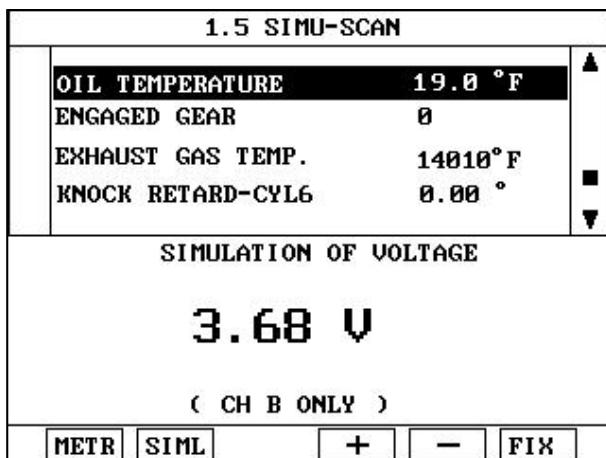 1.5 SIMU-SCAN
OIL TEMPERATURE 19.0 °F
ENGAGED GEAR 0
EXHAUST GAS TEMP. 14010°F
KNOCK RETARD-CYL6 0.00 °
SIMULATION OF VOLTAGE
3.68 V
( CH B ONLY )
METR SIML + − FIX